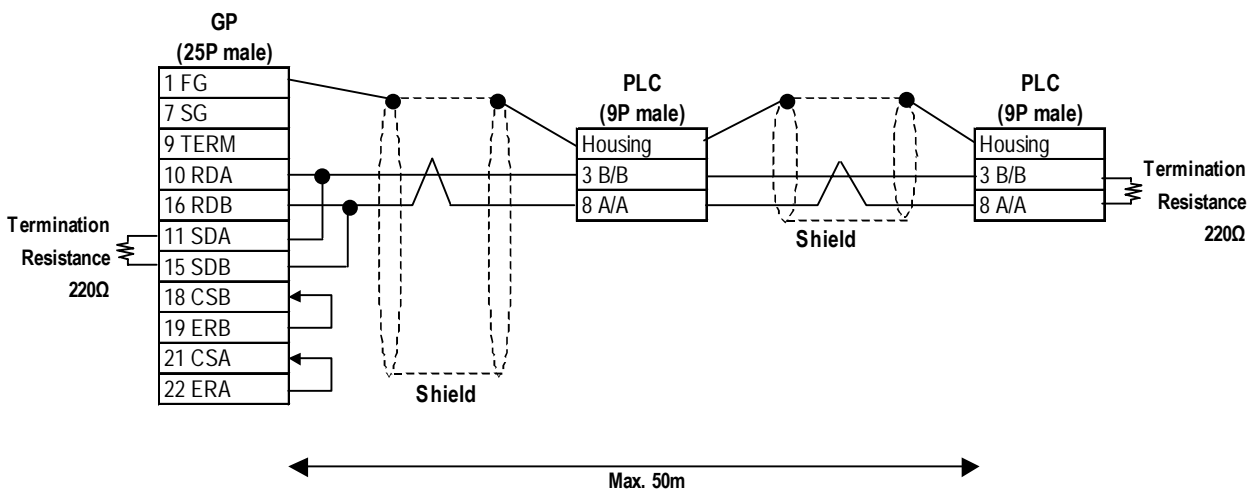 GP
(25P male)
1 FG
7 SG
9 TERM
10 RDA
16 RDB
11 SDA
15 SDB
18 CSB
19 ERB
21 CSA
22 ERA
Termination
Resistance
220Ω
Shield
PLC
(9P male)
Housing
3 B/B
8 A/A
Shield
PLC
(9P male)
Housing
3 B/B
8 A/A
Termination
Resistance
220Ω
Max. 50m